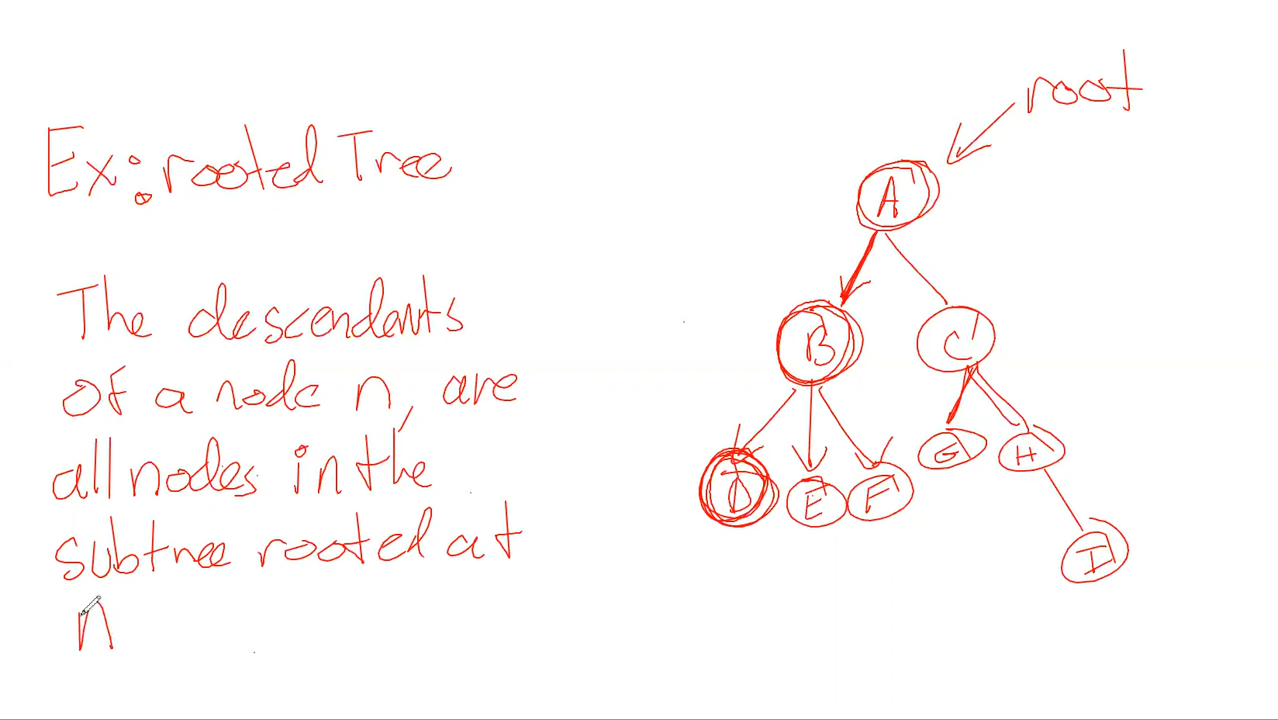 Ex: rooted Tree
The descendants
of a node n, are
all nodes in the
subtree rooted at
n
root
A
B
C
D
E
F
G
H
I